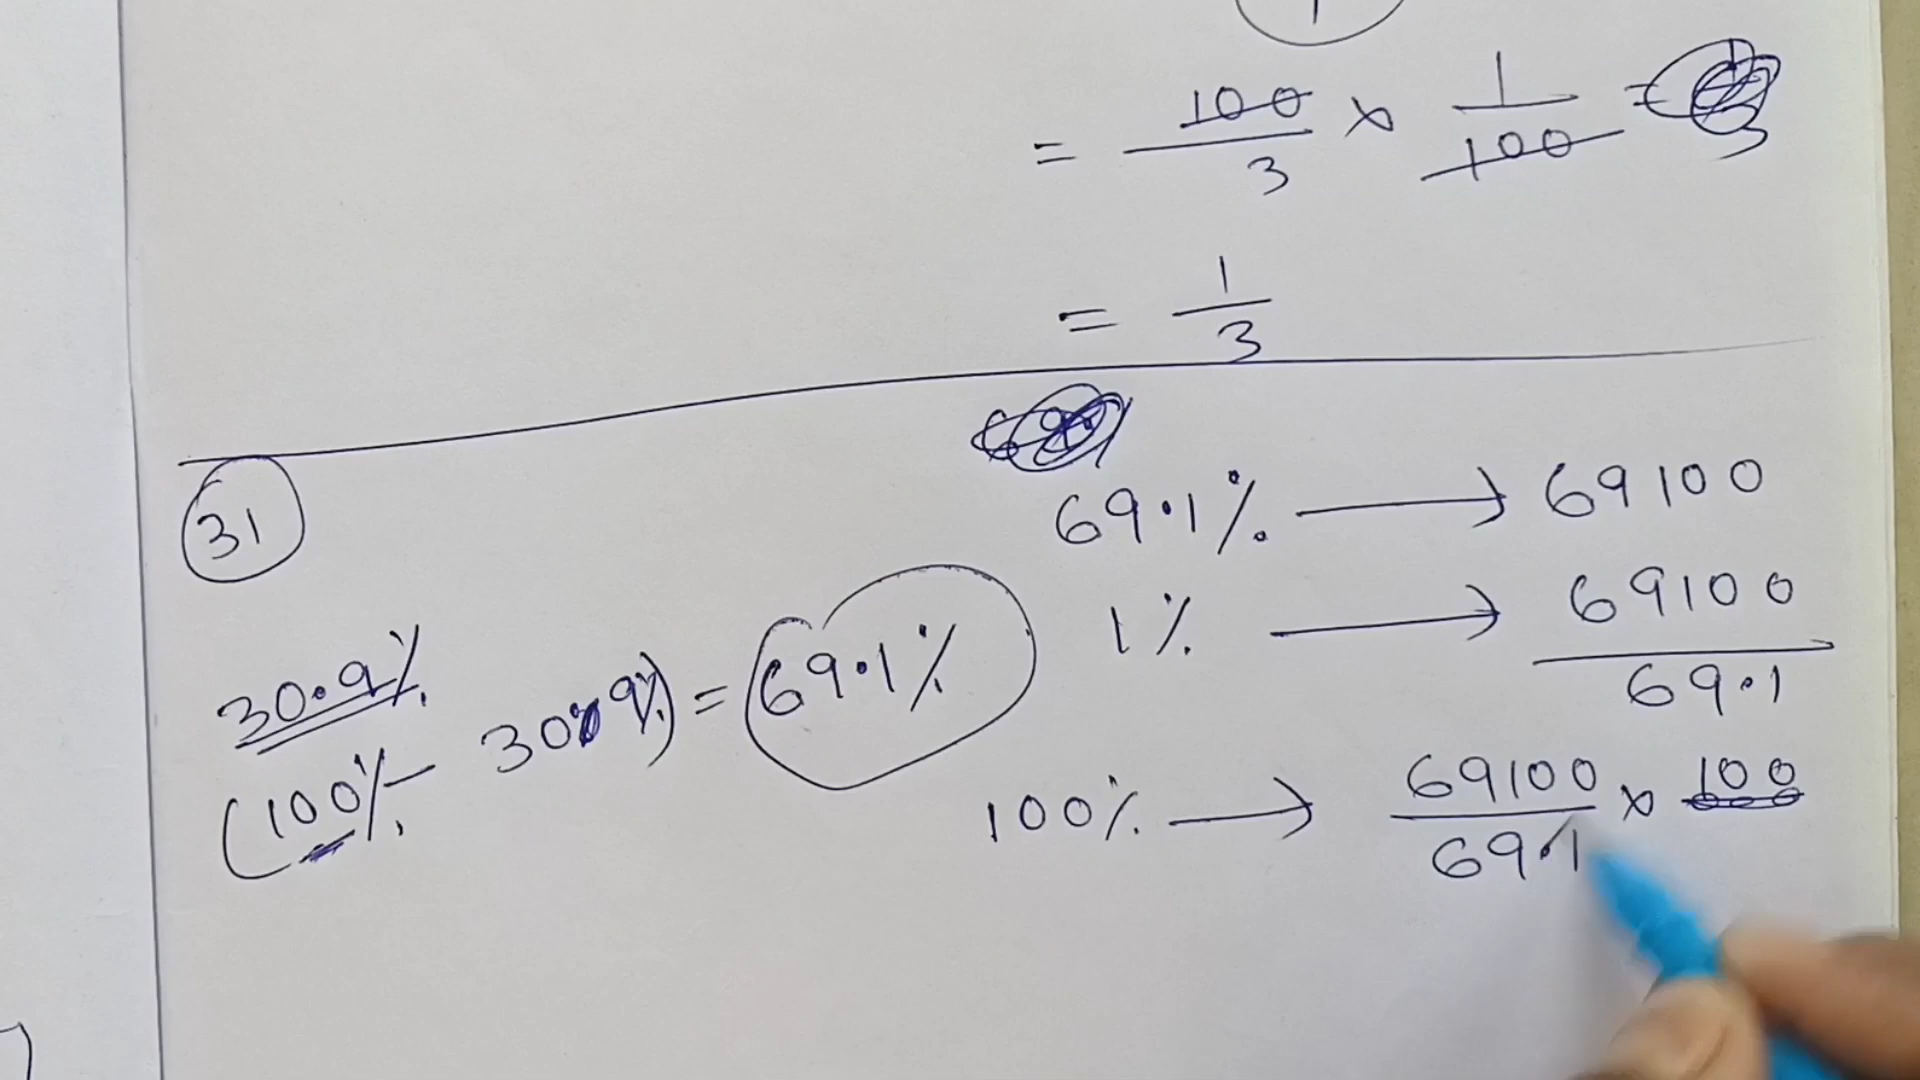 = 100/3 × 1/100 =
= 1/3
31
69.1% → 69100
1% → 69100/69.1
30.9%
(100% - 30.9%) = 69.1%
100% → 69100/69.1 × 100